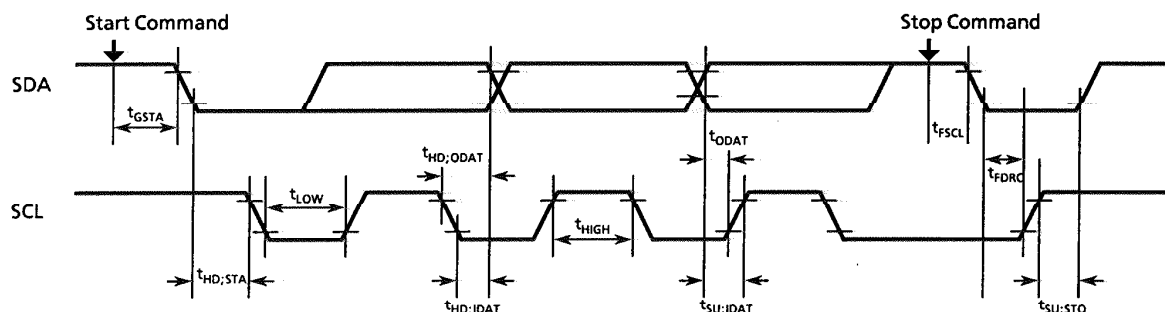 Start Command
Stop Command
SDA
tGSTA
tODAT
tFSCL
tHD;ODAT
tFDRC
tLOW
SCL
tHIGH
tHD;STA
tHD;IDAT
tSU;IDAT
tSU;STO